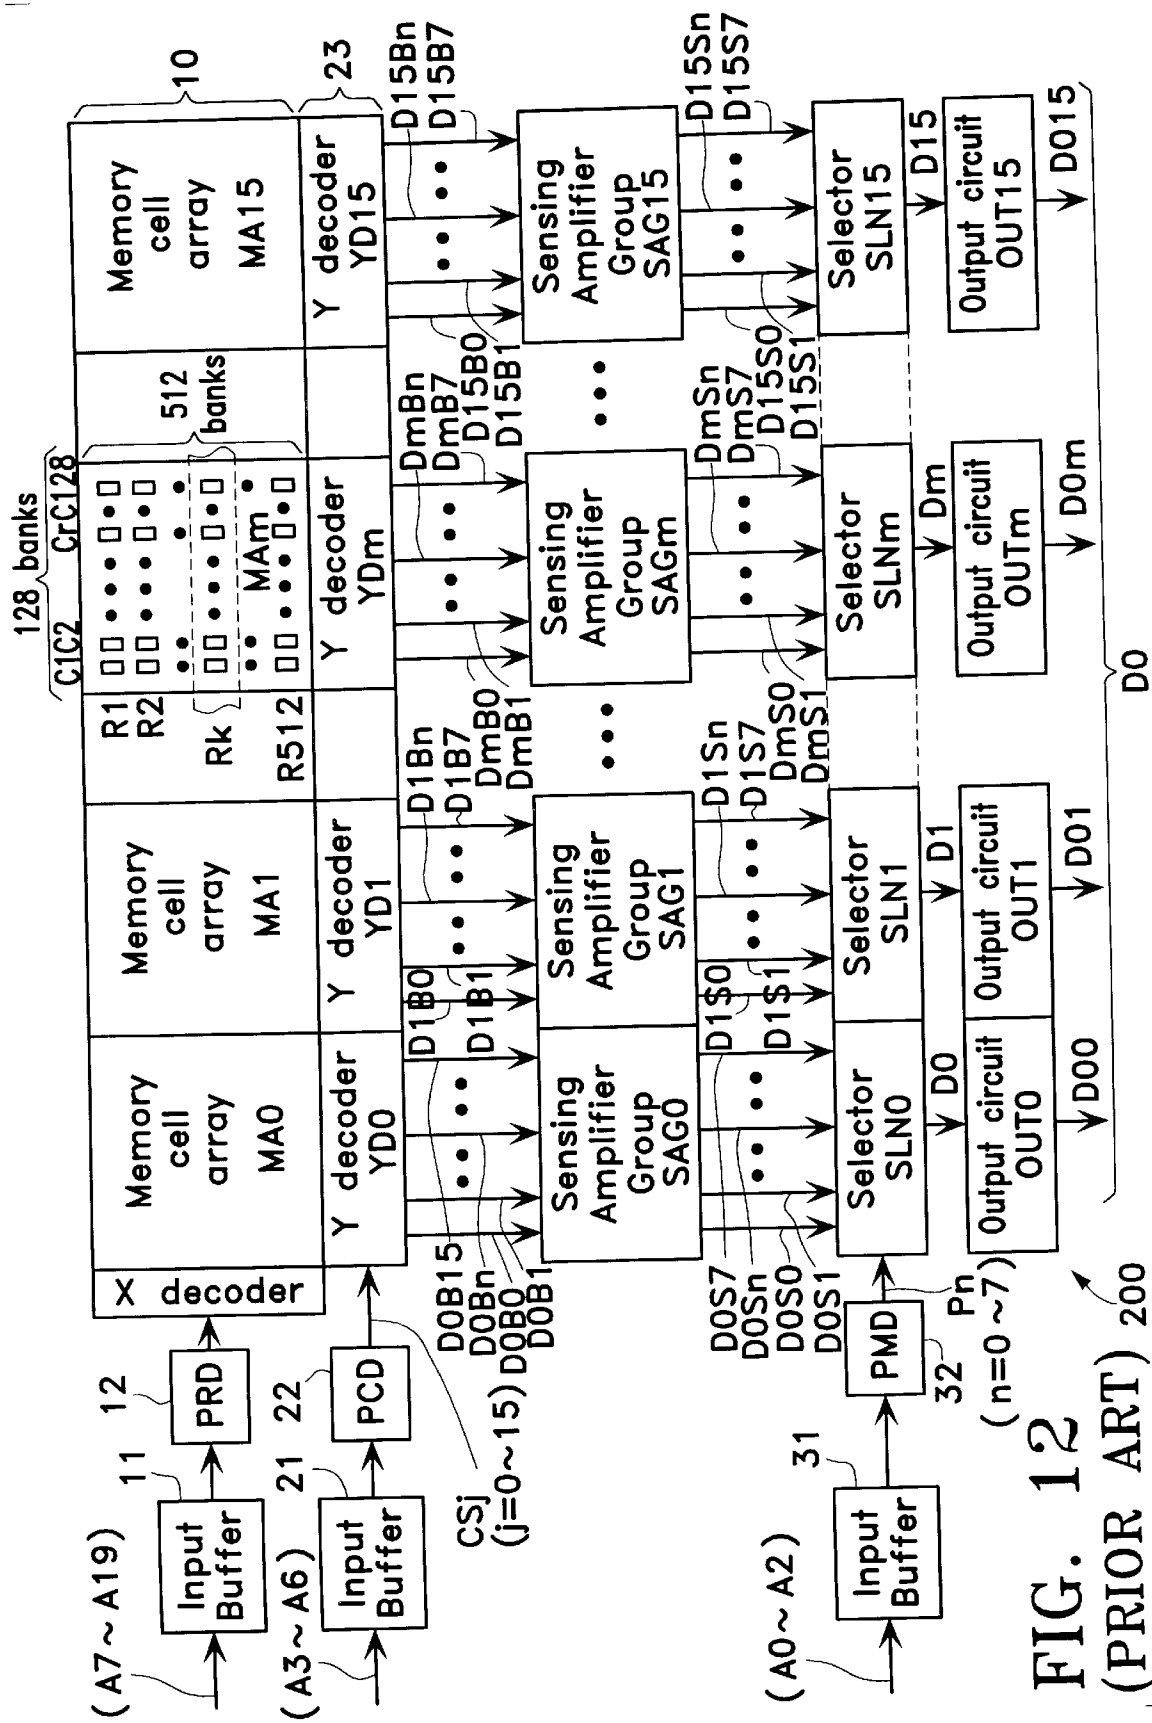 128 banks
C1C2
CrC128
R1
R2
Rk
R512
MAm
512
banks
10
23
Memory
cell
array
MA0
Memory
cell
array
MA1
Memory
cell
array
MA15
X decoder
Y decoder
YD0
Y decoder
YD1
Y decoder
YDm
Y decoder
YD15
(A7~A19)
Input
Buffer
11
PRD
12
(A3~A6)
Input
Buffer
21
PCD
22
CSj
(j=0~15)
D0B15
D0Bn
D0B0
D0B1
D1B0
D1B1
D1Bn
D1B7
DmB0
DmB1
DmBn
DmB7
D15B0
D15B1
D15Bn
D15B7
Sensing
Amplifier
Group
SAG0
Sensing
Amplifier
Group
SAG1
Sensing
Amplifier
Group
SAGm
Sensing
Amplifier
Group
SAG15
D0S7
D0Sn
D0S0
D0S1
D1S0
D1S1
D1Sn
D1S7
DmS0
DmS1
DmSn
DmS7
D15S0
D15S1
D15Sn
D15S7
(A0~A2)
Input
Buffer
31
PMD
32
Pn
(n=0~7)
Selector
SLN0
Selector
SLN1
Selector
SLNm
Selector
SLN15
D0
D1
Dm
D15
Output circuit
OUT0
Output circuit
OUT1
Output circuit
OUTm
Output circuit
OUT15
DO0
DO1
DOm
DO15
DO
200
FIG. 12
(PRIOR ART)